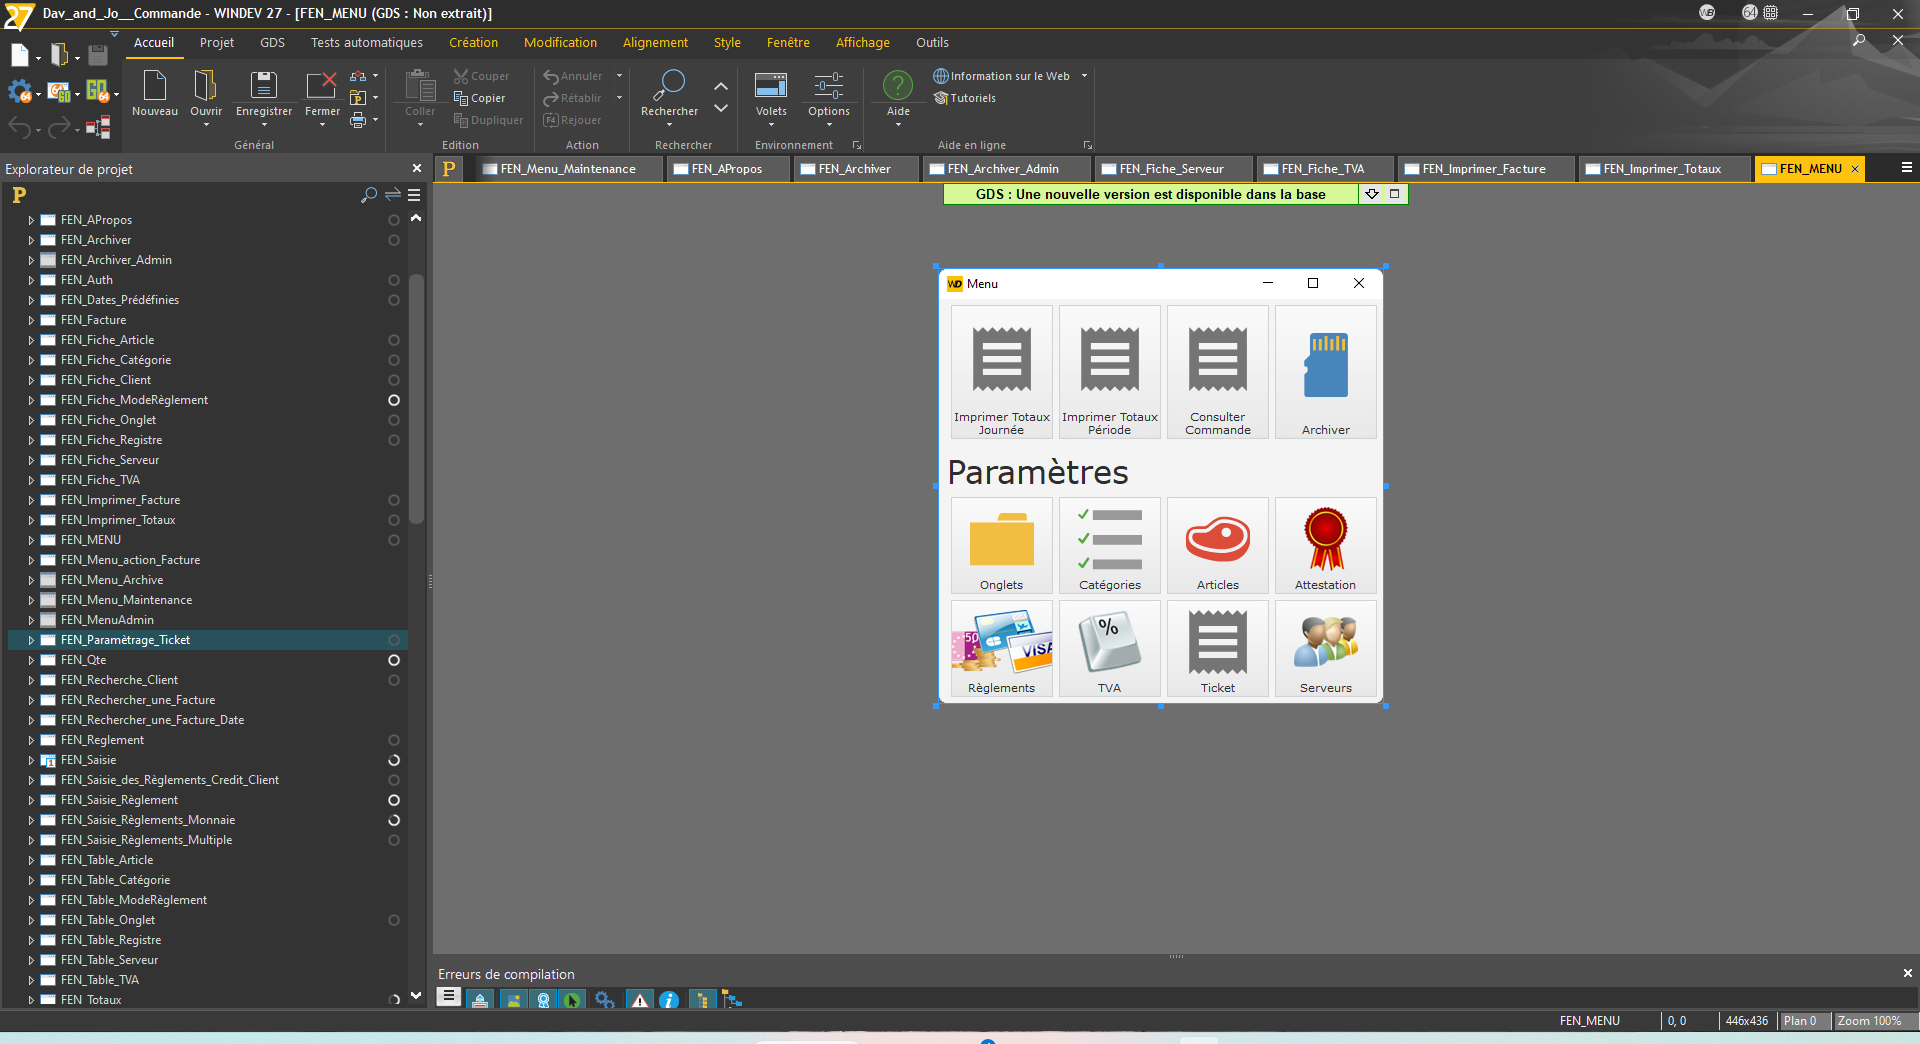 27
Dav_and_Jo__Commande - WINDEV 27 - [FEN_MENU (GDS : Non extrait)]
WB
64
Accueil
Projet
GDS
Tests automatiques
Création
Modification
Alignement
Style
Fenêtre
Affichage
Outils
64
GO
GO
Nouveau
Ouvrir
Enregistrer
Fermer
Coller
Couper
Copier
Dupliquer
Annuler
Rétablir
F4 Rejouer
Rechercher
Volets
Options
Aide
Information sur le Web
Tutoriels
Général
Edition
Action
Rechercher
Environnement
Aide en ligne
Explorateur de projet
P
FEN_Menu_Maintenance
FEN_APropos
FEN_Archiver
FEN_Archiver_Admin
FEN_Fiche_Serveur
FEN_Fiche_TVA
FEN_Imprimer_Facture
FEN_Imprimer_Totaux
FEN_MENU
P
GDS : Une nouvelle version est disponible dans la base
FEN_APropos
FEN_Archiver
FEN_Archiver_Admin
FEN_Auth
FEN_Dates_Prédéfinies
FEN_Facture
FEN_Fiche_Article
FEN_Fiche_Catégorie
FEN_Fiche_Client
FEN_Fiche_ModeRèglement
FEN_Fiche_Onglet
FEN_Fiche_Registre
FEN_Fiche_Serveur
FEN_Fiche_TVA
FEN_Imprimer_Facture
FEN_Imprimer_Totaux
FEN_MENU
FEN_Menu_action_Facture
FEN_Menu_Archive
FEN_Menu_Maintenance
FEN_MenuAdmin
FEN_Paramètrage_Ticket
FEN_Qte
FEN_Recherche_Client
FEN_Rechercher_une_Facture
FEN_Rechercher_une_Facture_Date
FEN_Reglement
FEN_Saisie
FEN_Saisie_des_Règlements_Credit_Client
FEN_Saisie_Règlement
FEN_Saisie_Règlements_Monnaie
FEN_Saisie_Règlements_Multiple
FEN_Table_Article
FEN_Table_Catégorie
FEN_Table_ModeRèglement
FEN_Table_Onglet
FEN_Table_Registre
FEN_Table_Serveur
FEN_Table_TVA
FEN_Totaux
WD Menu
Imprimer Totaux
Journée
Imprimer Totaux
Période
Consulter
Commande
Archiver
Paramètres
Onglets
Catégories
Articles
Attestation
50
VISA
%
Règlements
TVA
Ticket
Serveurs
Erreurs de compilation
FEN_MENU
0, 0
446x436
Plan 0
Zoom 100%